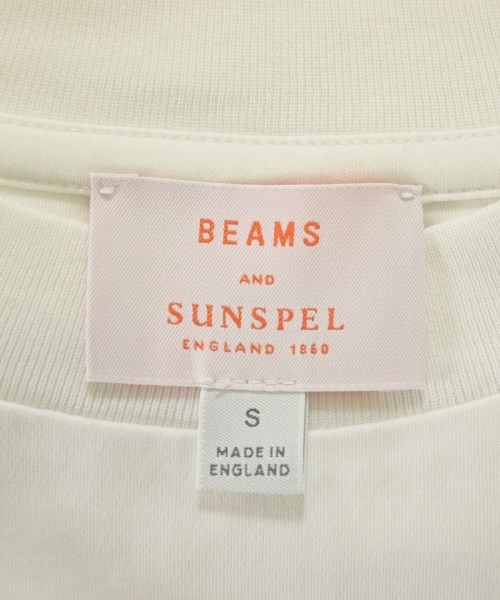 BEAMS
AND
SUNSPEL
ENGLAND 1860
S
MADE IN
ENGLAND